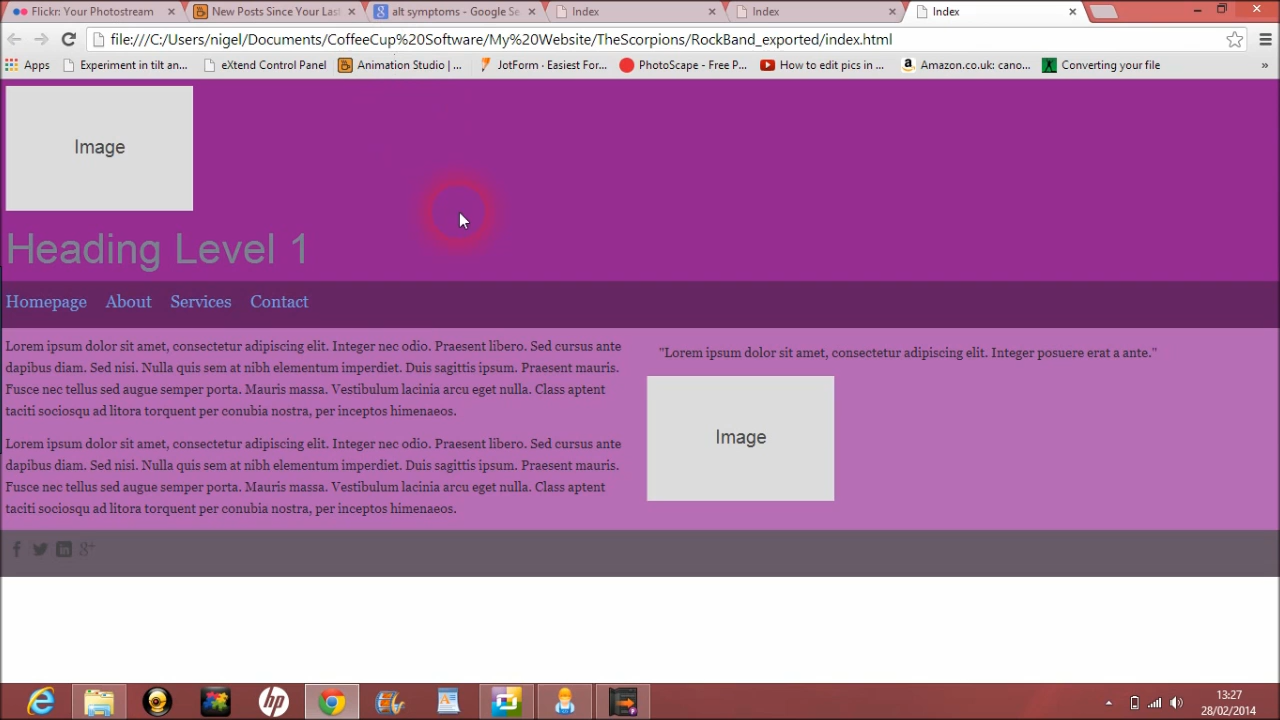 Flickr: Your Photostream
New Posts Since Your Last
alt symptoms - Google Se
Index
Index
Index
file:///C:/Users/nigel/Documents/CoffeeCup%20Software/My%20Website/TheScorpions/RockBand_exported/index.html
Apps
Experiment in tilt an...
eXtend Control Panel
Animation Studio | ...
JotForm · Easiest For...
PhotoScape - Free P...
How to edit pics in ...
Amazon.co.uk: cano...
Converting your file
»
Image
Heading Level 1
Homepage About Services Contact
Lorem ipsum dolor sit amet, consectetur adipiscing elit. Integer nec odio. Praesent libero. Sed cursus ante
dapibus diam. Sed nisi. Nulla quis sem at nibh elementum imperdiet. Duis sagittis ipsum. Praesent mauris.
Fusce nec tellus sed augue semper porta. Mauris massa. Vestibulum lacinia arcu eget nulla. Class aptent
taciti sociosqu ad litora torquent per conubia nostra, per inceptos himenaeos.
Lorem ipsum dolor sit amet, consectetur adipiscing elit. Integer nec odio. Praesent libero. Sed cursus ante
dapibus diam. Sed nisi. Nulla quis sem at nibh elementum imperdiet. Duis sagittis ipsum. Praesent mauris.
Fusce nec tellus sed augue semper porta. Mauris massa. Vestibulum lacinia arcu eget nulla. Class aptent
taciti sociosqu ad litora torquent per conubia nostra, per inceptos himenaeos.
"Lorem ipsum dolor sit amet, consectetur adipiscing elit. Integer posuere erat a ante."
Image
13:27
28/02/2014